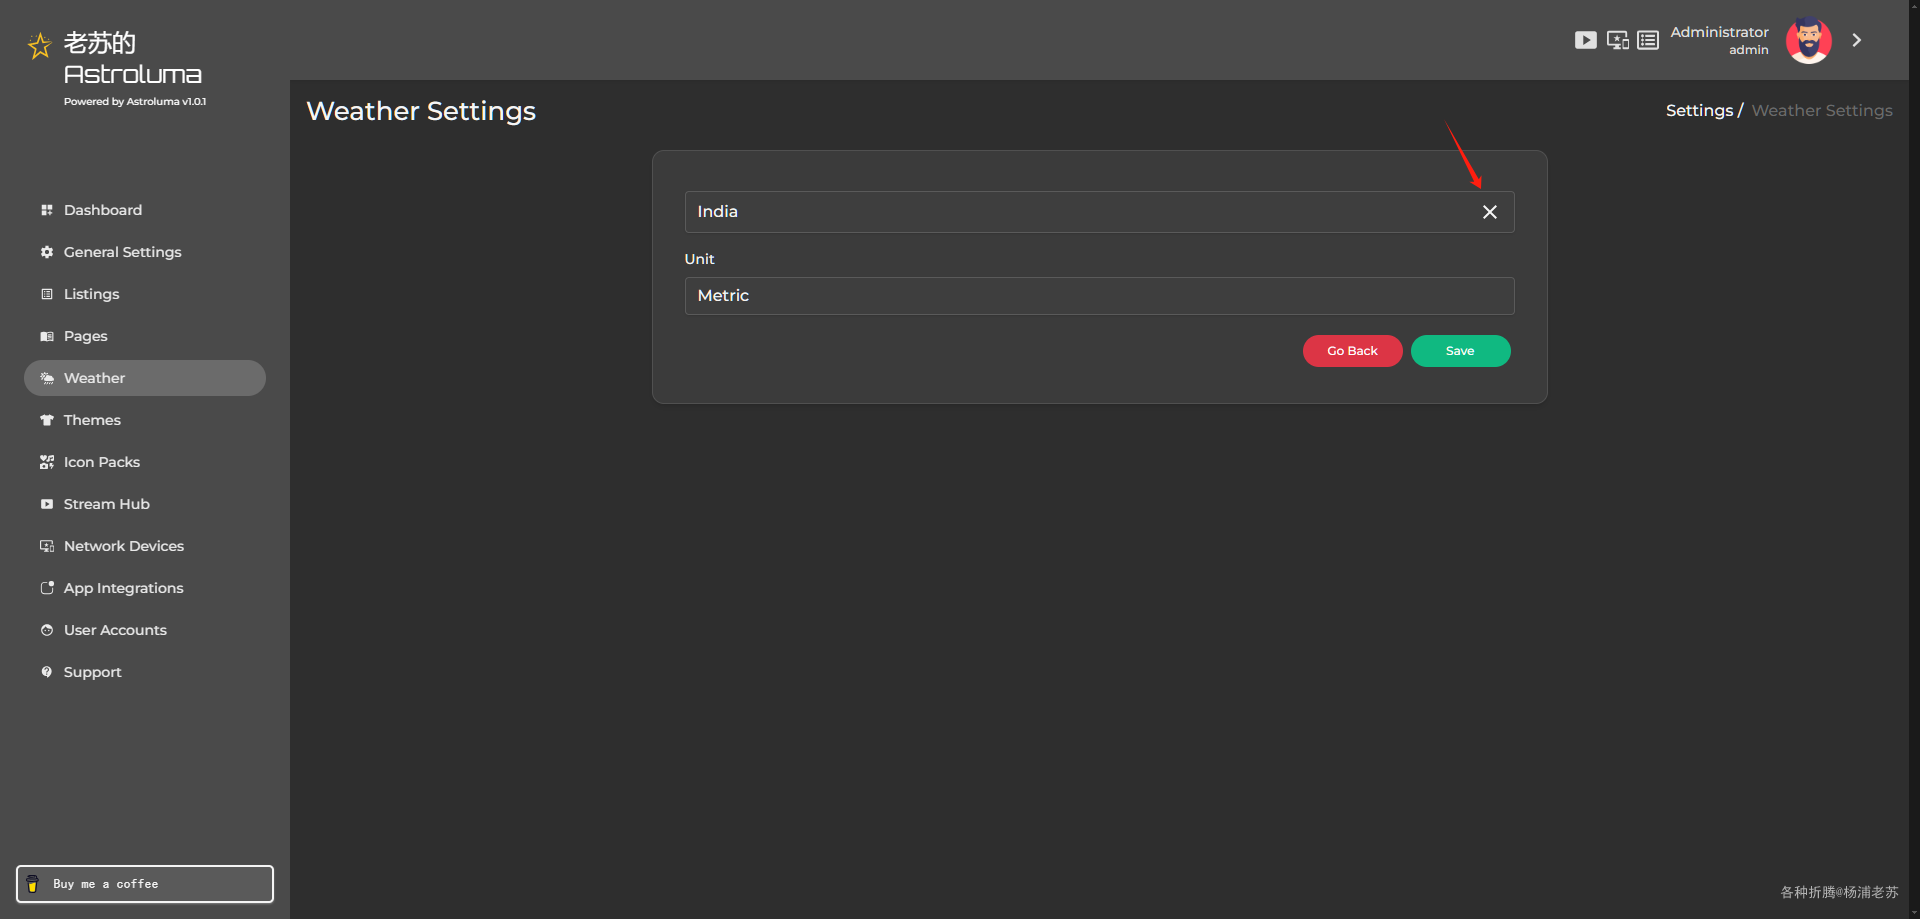 老苏的
Astroluma
Powered by Astroluma v1.0.1
Administrator
admin
Weather Settings
Settings / Weather Settings
Dashboard
General Settings
Listings
Pages
Weather
Themes
Icon Packs
Stream Hub
Network Devices
App Integrations
User Accounts
Support
India
Unit
Metric
Go Back
Save
Buy me a coffee
各种折腾@杨浦老苏